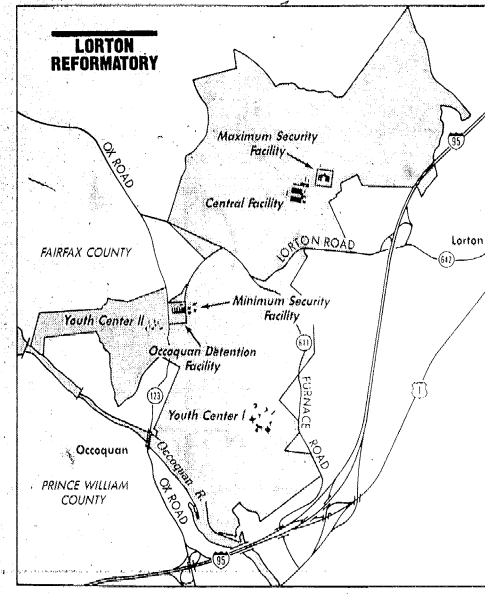 LORTON
REFORMATORY
OX ROAD
95
Maximum Security
Facility
Central Facility
LORTON ROAD
Lorton
642
FAIRFAX COUNTY
Minimum Security
Facility
Youth Center II
Occoquan Detention
Facility
611
FURNACE ROAD
1
123
Youth Center I
Occoquan
Occoquan R.
PRINCE WILLIAM
COUNTY
OX ROAD
95